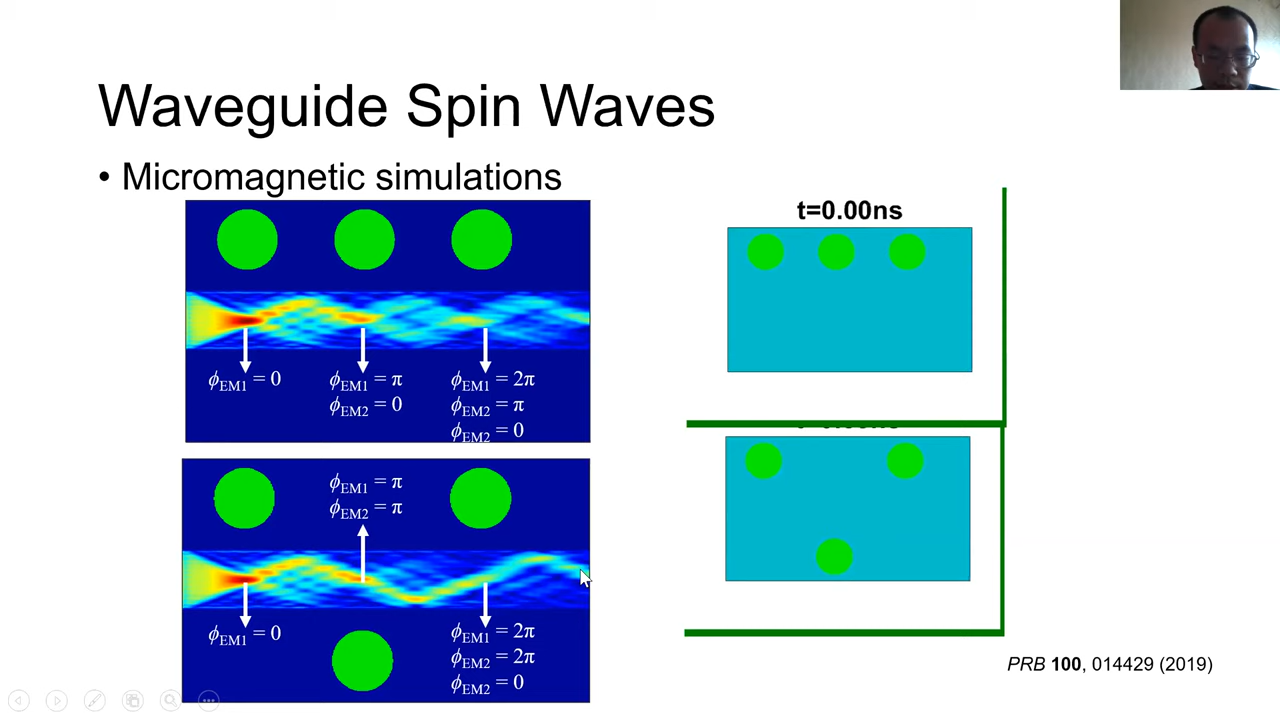 Waveguide Spin Waves
• Micromagnetic simulations
t=0.00ns
ϕEM1 = 0
ϕEM1 = π
ϕEM2 = 0
ϕEM1 = 2π
ϕEM2 = π
ϕEM2 = 0
ϕEM1 = π
ϕEM2 = π
ϕEM1 = 0
ϕEM1 = 2π
ϕEM2 = 2π
ϕEM2 = 0
PRB 100, 014429 (2019)